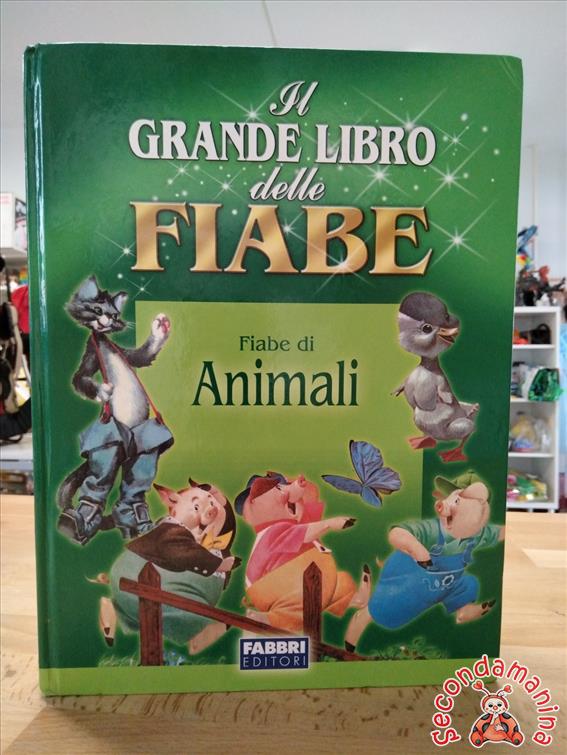 Il
GRANDE LIBRO
delle
FIABE
Fiabe di
Animali
FABBRI
EDITORI
Secondamanina